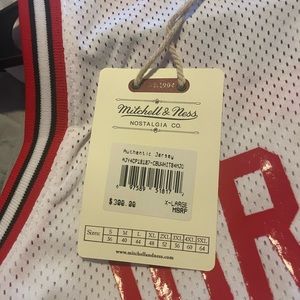 Mitchell & Ness
NOSTALGIA CO.
Authentic Jersey
X-LARGE
$300.00
MSRP
Sizes S M L XL 2XL 3XL 4XL 5XL
36 40 44 48 52 56 60 64
www.mitchellandness.com